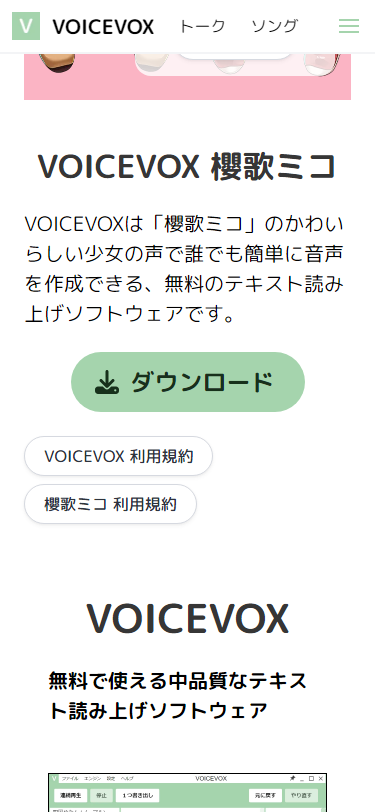 V VOICEVOX トーク ソング
VOICEVOX 櫻歌ミコ
VOICEVOXは「櫻歌ミコ」のかわい
らしい少女の声で誰でも簡単に音声
を作成できる、無料のテキスト読み
上げソフトウェアです。
ダウンロード
VOICEVOX 利用規約
櫻歌ミコ 利用規約
VOICEVOX
無料で使える中品質なテキス
ト読み上げソフトウェア
V ファイル エンジン 設定 ヘルプ VOICEVOX
連続再生 停止 1つ書き出し 元に戻す やり直す